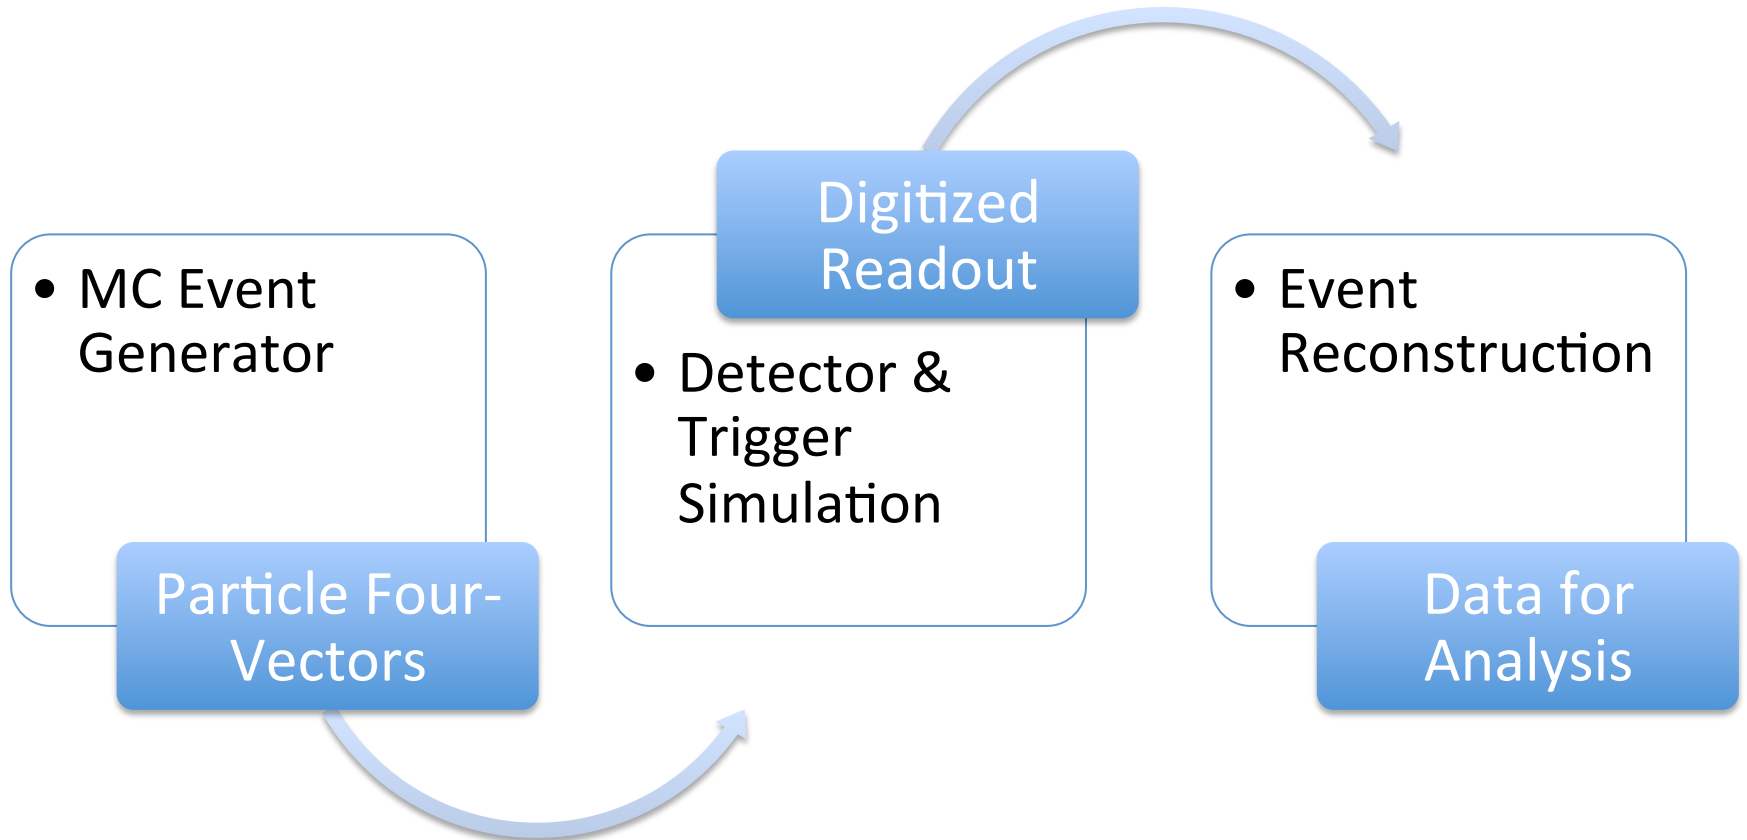 • MC Event
Generator
Particle Four-
Vectors
Digitized
Readout
• Detector &
Trigger
Simulation
• Event
Reconstruction
Data for
Analysis